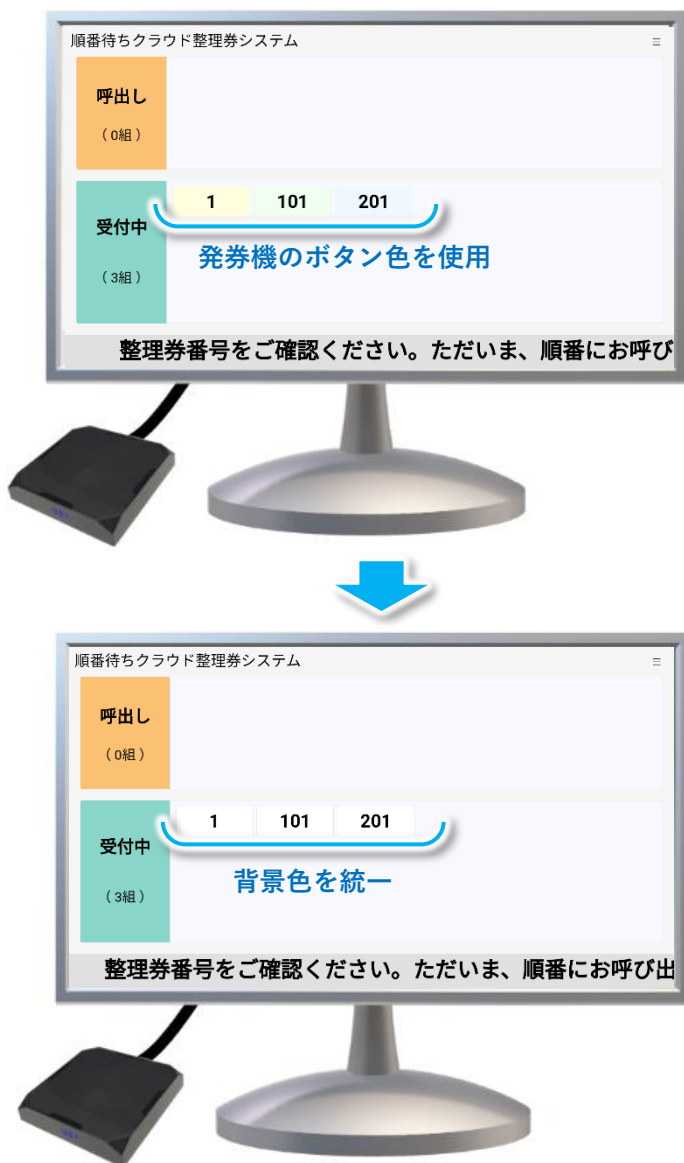 順番待ちクラウド整理券システム
呼出し
（0組）
1 101 201
受付中
発券機のボタン色を使用
（3組）
整理券番号をご確認ください。ただいま、順番にお呼び
順番待ちクラウド整理券システム
呼出し
（0組）
1 101 201
受付中
背景色を統一
（3組）
整理券番号をご確認ください。ただいま、順番にお呼び出